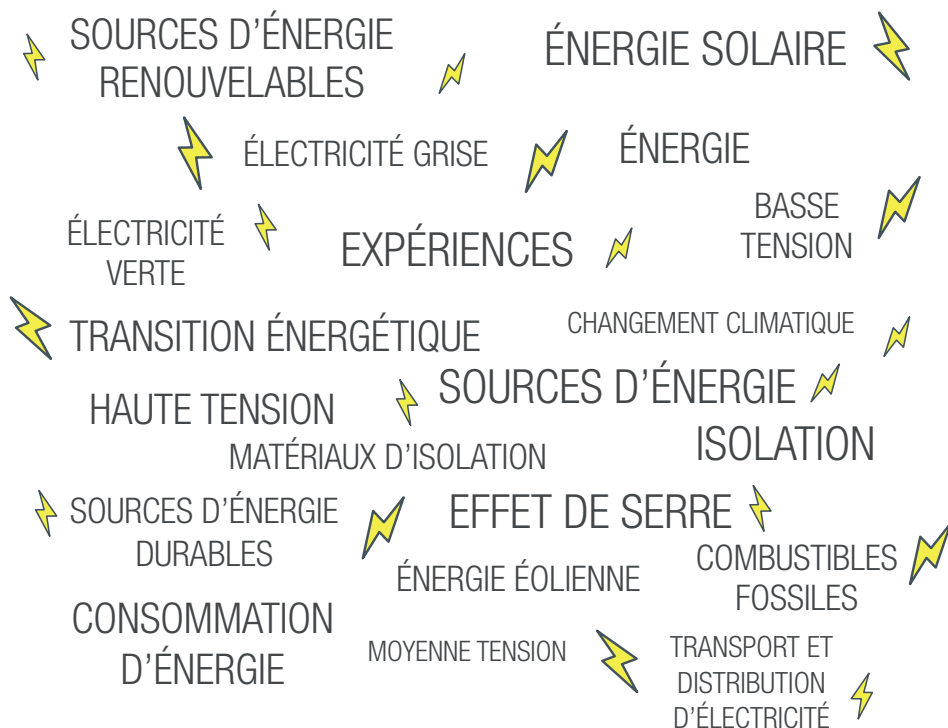 SOURCES D'ÉNERGIE
RENOUVELABLES
ÉNERGIE SOLAIRE
ÉLECTRICITÉ GRISE
ÉNERGIE
BASSE
TENSION
ÉLECTRICITÉ
VERTE
EXPÉRIENCES
TRANSITION ÉNERGÉTIQUE
CHANGEMENT CLIMATIQUE
SOURCES D'ÉNERGIE
HAUTE TENSION
ISOLATION
MATÉRIAUX D'ISOLATION
SOURCES D'ÉNERGIE
DURABLES
EFFET DE SERRE
COMBUSTIBLES
FOSSILES
ÉNERGIE ÉOLIENNE
CONSOMMATION
D'ÉNERGIE
MOYENNE TENSION
TRANSPORT ET
DISTRIBUTION
D'ÉLECTRICITÉ